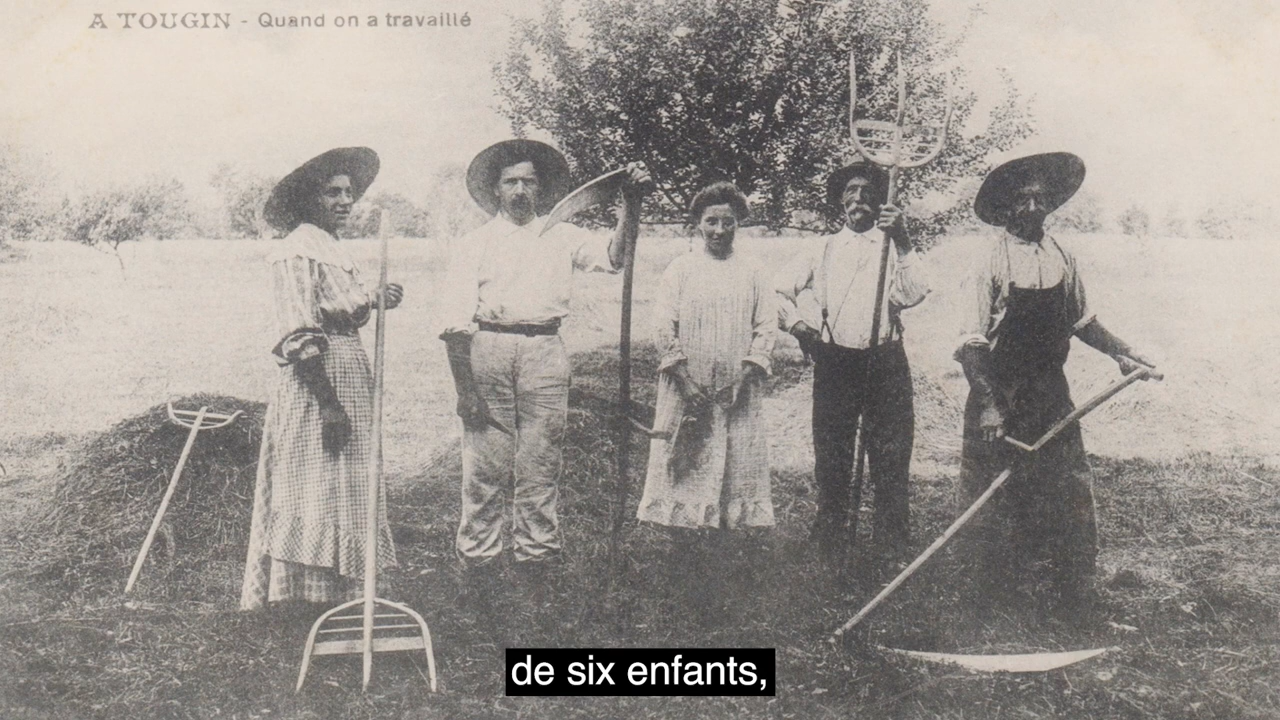 A TOUGIN - Quand on a travaillé
de six enfants,